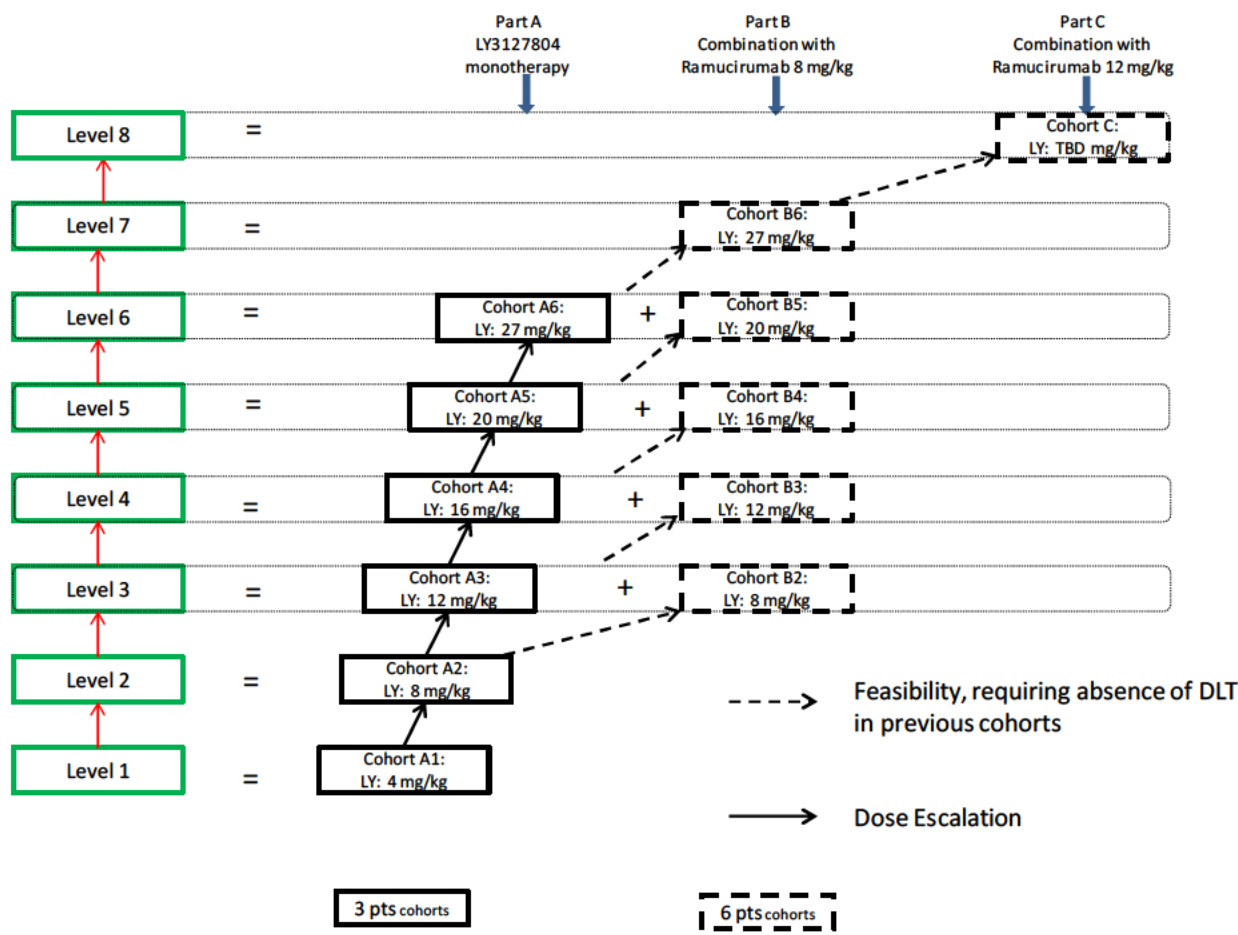 Part A
LY3127804
monotherapy
Part B
Combination with
Ramucirumab 8 mg/kg
Part C
Combination with
Ramucirumab 12 mg/kg
Level 8
=
Cohort C:
LY: TBD mg/kg
Level 7
=
Cohort B6:
LY: 27 mg/kg
Level 6
=
Cohort A6:
LY: 27 mg/kg
+
Cohort B5:
LY: 20 mg/kg
Level 5
=
Cohort A5:
LY: 20 mg/kg
+
Cohort B4:
LY: 16 mg/kg
Level 4
=
Cohort A4:
LY: 16 mg/kg
+
Cohort B3:
LY: 12 mg/kg
Level 3
=
Cohort A3:
LY: 12 mg/kg
+
Cohort B2:
LY: 8 mg/kg
Level 2
=
Cohort A2:
LY: 8 mg/kg
Level 1
=
Cohort A1:
LY: 4 mg/kg
Feasibility, requiring absence of DLT
in previous cohorts
Dose Escalation
3 pts cohorts
6 pts cohorts